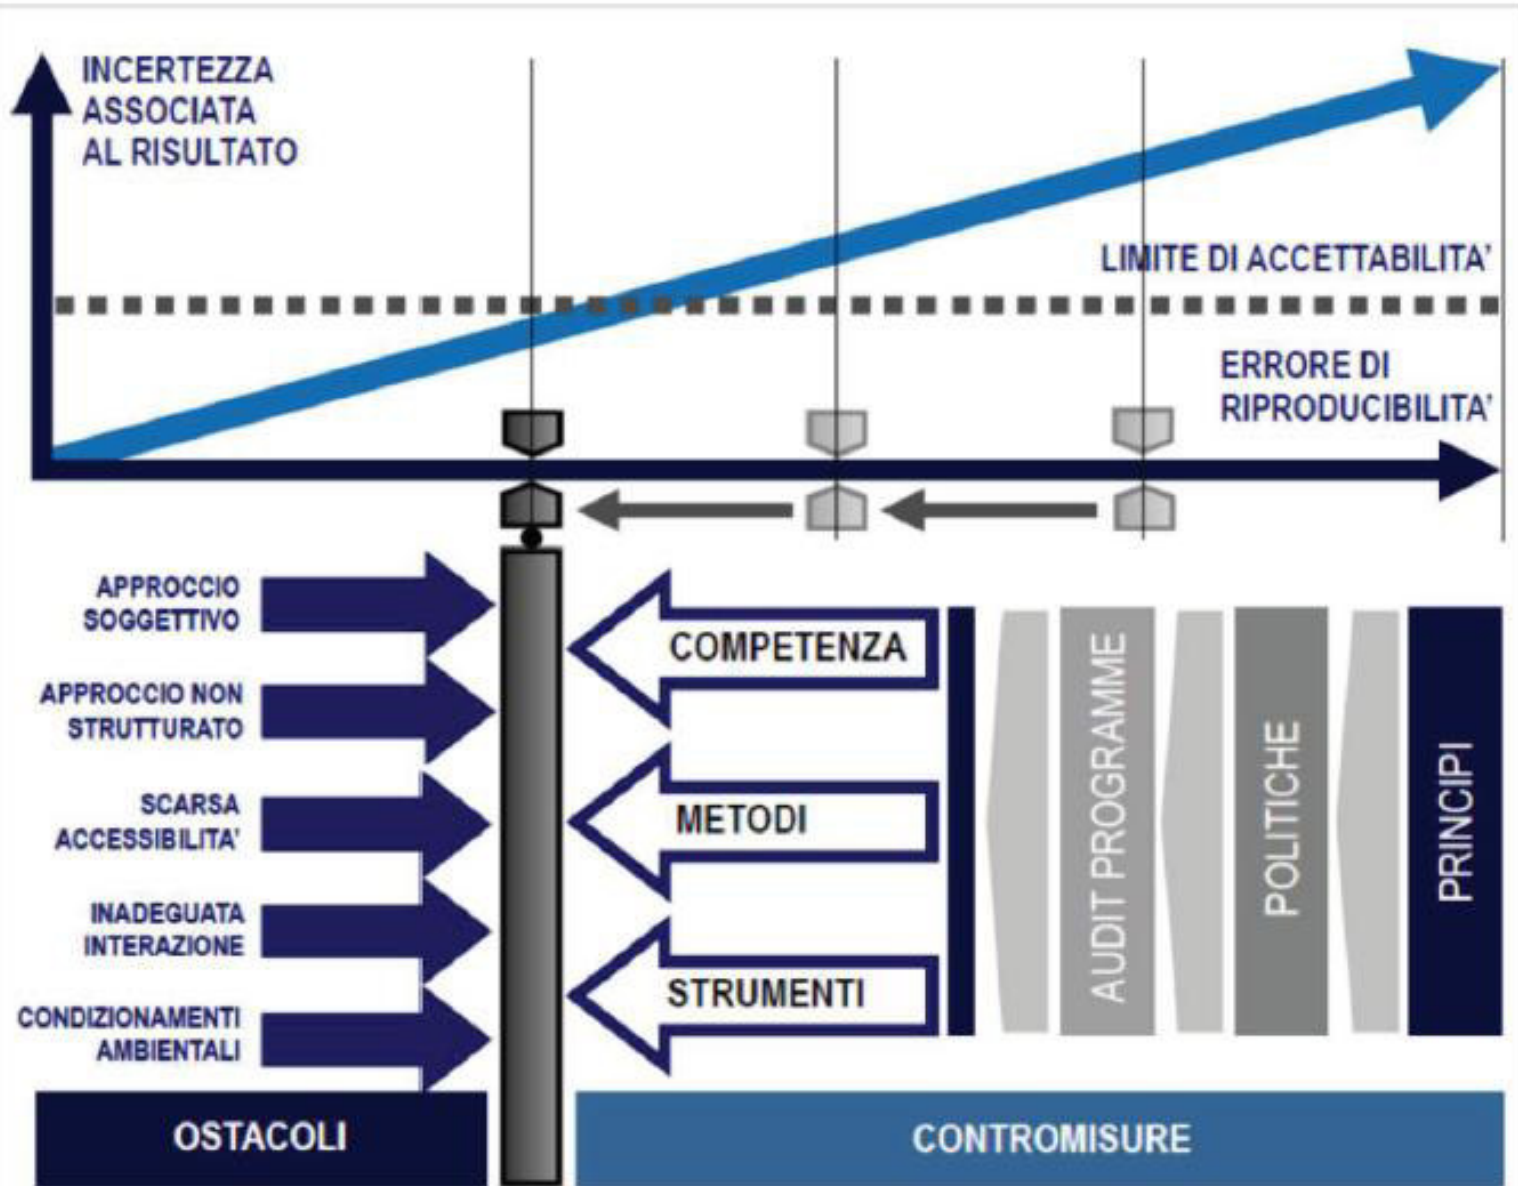 INCERTEZZA
ASSOCIATA
AL RISULTATO
LIMITE DI ACCETTABILITA'
ERRORE DI
RIPRODUCIBILITA'
APPROCCIO
SOGGETTIVO
APPROCCIO NON
STRUTTURATO
SCARSA
ACCESSIBILITA'
INADEGUATA
INTERAZIONE
CONDIZIONAMENTI
AMBIENTALI
COMPETENZA
METODI
STRUMENTI
AUDIT PROGRAMME
POLITICHE
PRINCIPI
OSTACOLI
CONTROMISURE